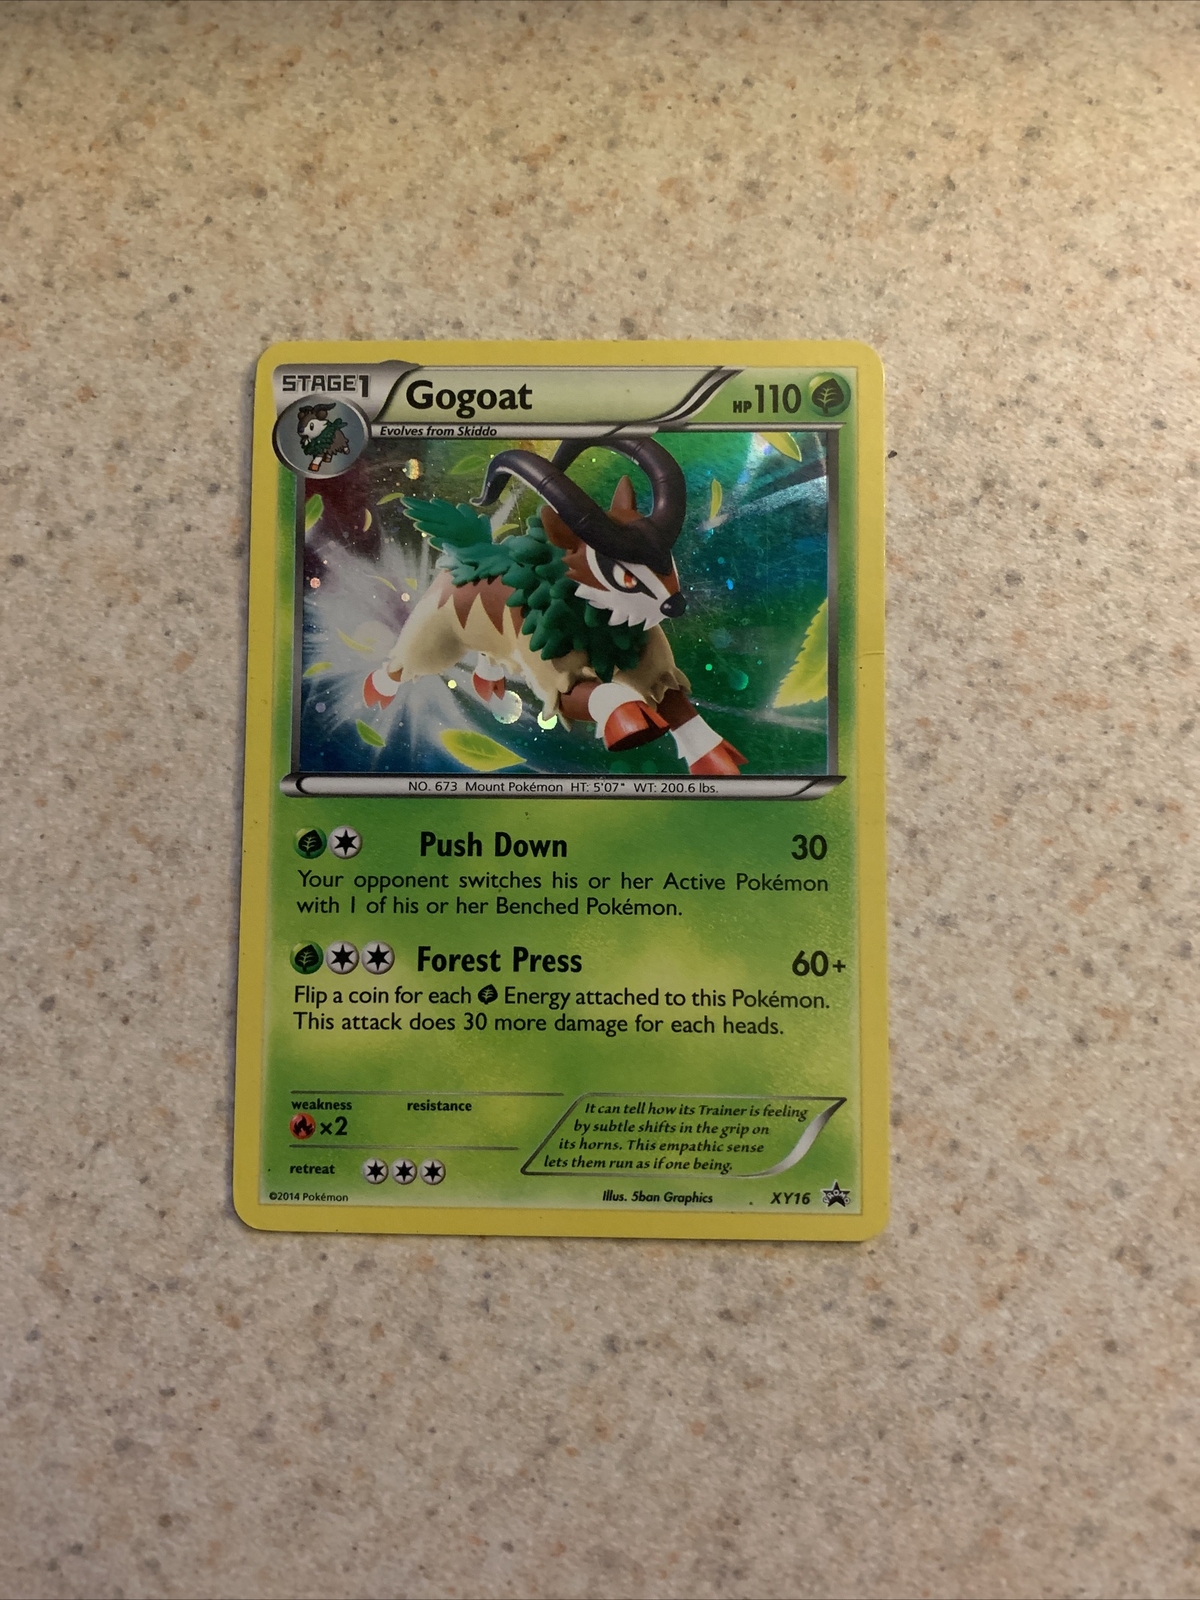 STAGE1 Gogoat HP110
Evolves from Skiddo
NO. 673 Mount Pokémon HT: 5'07" WT: 200.6 lbs.
Push Down 30
Your opponent switches his or her Active Pokémon
with 1 of his or her Benched Pokémon.
Forest Press 60+
Flip a coin for each Energy attached to this Pokémon.
This attack does 30 more damage for each heads.
weakness resistance
×2
retreat
It can tell how its Trainer is feeling
by subtle shifts in the grip on
its horns. This empathic sense
lets them run as if one being.
©2014 Pokémon Illus. 5ban Graphics XY16